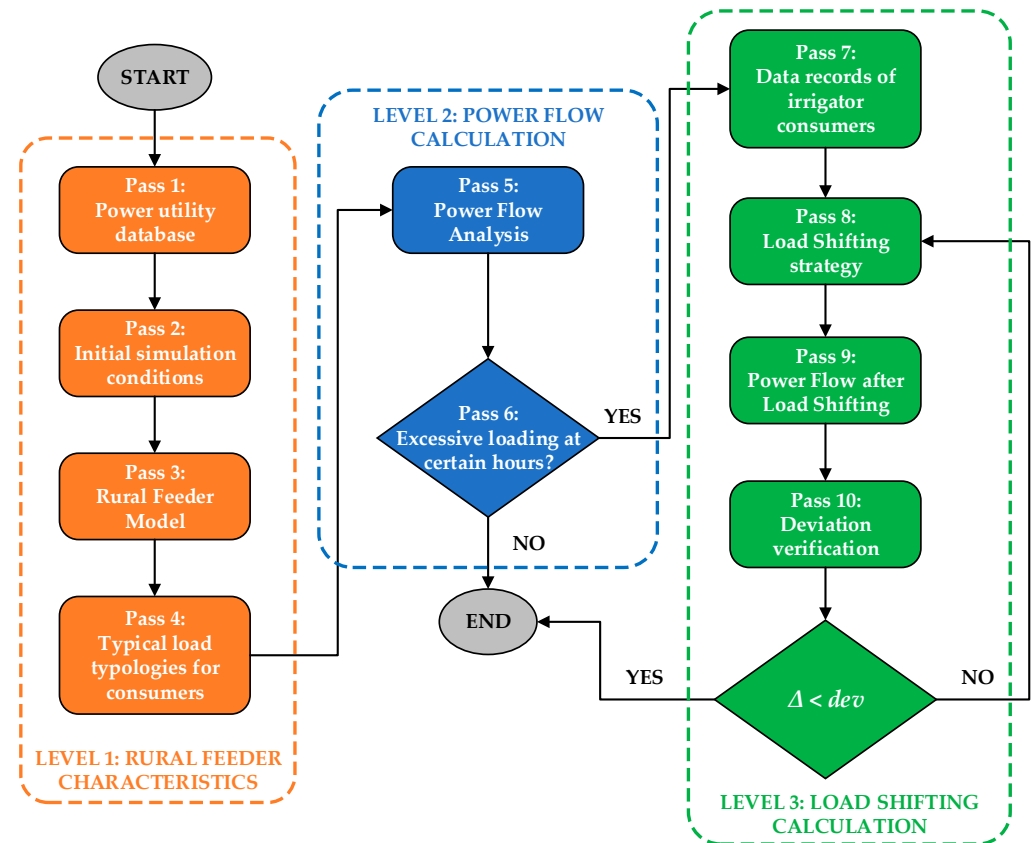 START
Pass 1:
Power utility
database
Pass 2:
Initial simulation
conditions
Pass 3:
Rural Feeder
Model
Pass 4:
Typical load
typologies for
consumers
LEVEL 1: RURAL FEEDER
CHARACTERISTICS
LEVEL 2: POWER FLOW
CALCULATION
Pass 5:
Power Flow
Analysis
Pass 6:
Excessive loading at
certain hours?
YES
NO
END
Pass 7:
Data records of
irrigator
consumers
Pass 8:
Load Shifting
strategy
Pass 9:
Power Flow after
Load Shifting
Pass 10:
Deviation
verification
Δ < dev
YES
NO
LEVEL 3: LOAD SHIFTING
CALCULATION